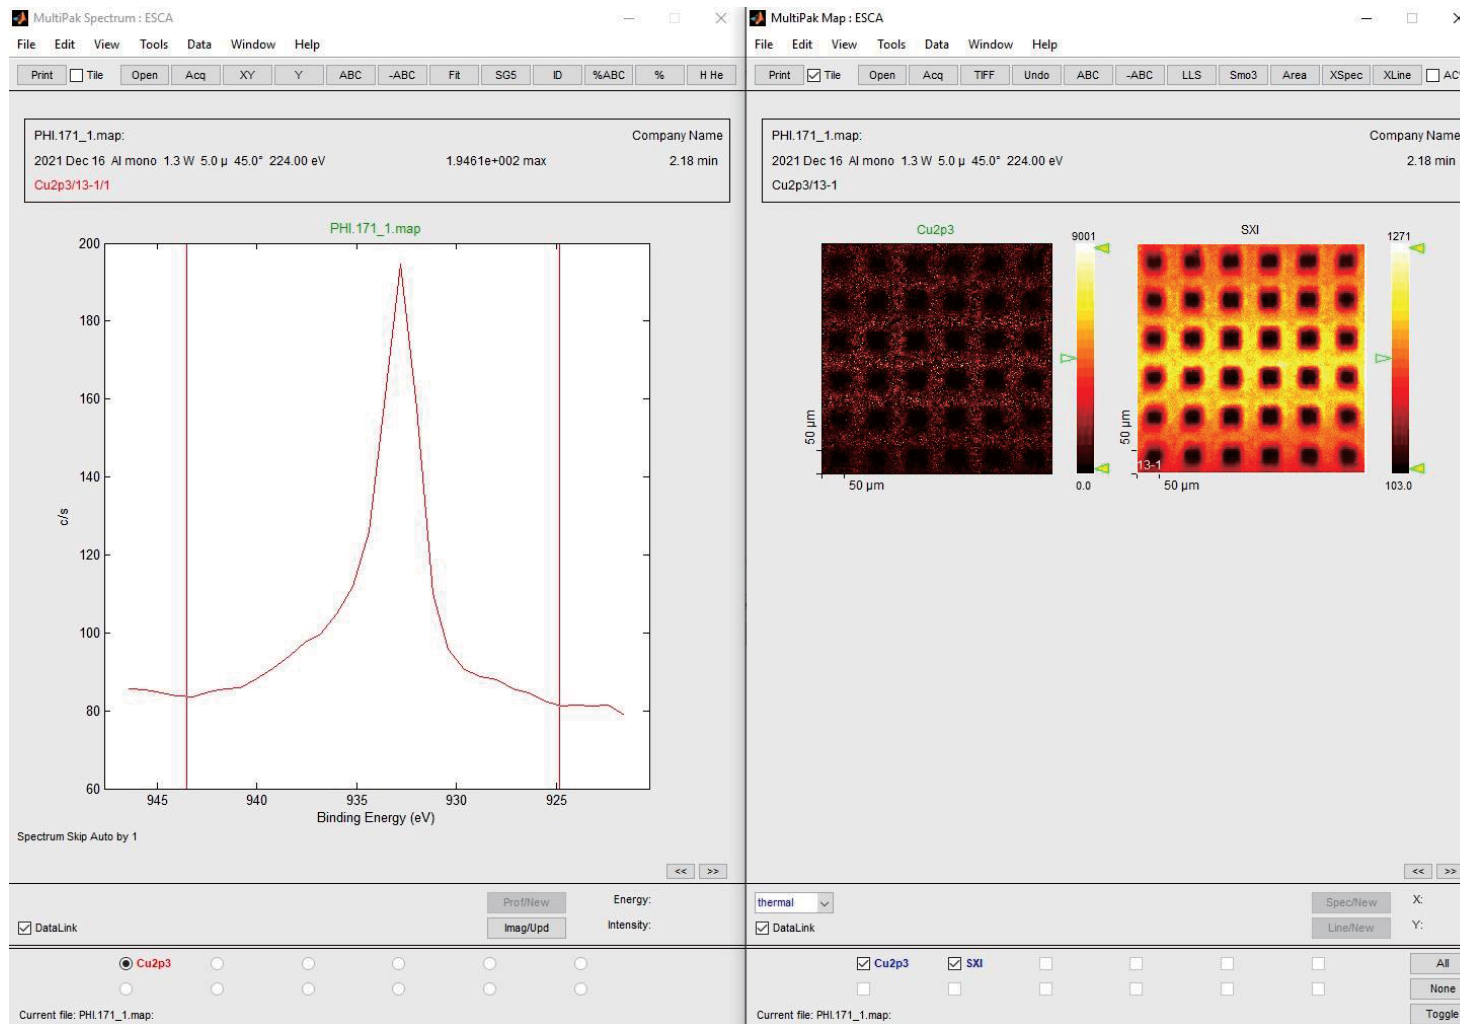 MultiPak Spectrum : ESCA
File Edit View Tools Data Window Help
Print Tile Open Acq XY Y ABC -ABC Fit SG5 ID %ABC % H He
PHI.171_1.map: Company Name
2021 Dec 16 Al mono 1.3 W 5.0 µ 45.0° 224.00 eV 1.9461e+002 max 2.18 min
Cu2p3/13-1/1
PHI.171_1.map
200
180
160
140
120
100
80
60
c/s
945 940 935 930 925
Binding Energy (eV)
Spectrum Skip Auto by 1
<< >>
Prof/New Energy:
DataLink Imag/Upd Intensity:
Cu2p3
Current file: PHI.171_1.map:
MultiPak Map : ESCA
File Edit View Tools Data Window Help
Print Tile Open Acq TIFF Undo ABC -ABC LLS Smo3 Area XSpec XLine
PHI.171_1.map: Company Name
2021 Dec 16 Al mono 1.3 W 5.0 µ 45.0° 224.00 eV 2.18 min
Cu2p3/13-1
Cu2p3 9001 SXI 1271
50 µm 50 µm
13-1
50 µm 0.0 50 µm 103.0
<< >>
thermal Spec/New X:
DataLink Line/New Y:
Cu2p3 SXI All
None
Current file: PHI.171_1.map: Toggle